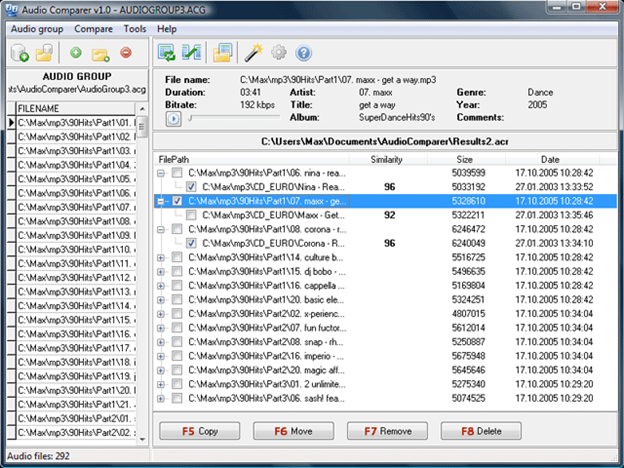 Audio Comparer v1.0 - AUDIOGROUP3.ACG
Audio group Compare Tools Help
AUDIO GROUP
ts\AudioComparer\AudioGroup3.acg
FILENAME
C:\Max\mp3\90Hits\Part1\01.
C:\Max\mp3\90Hits\Part1\02.
C:\Max\mp3\90Hits\Part1\03.
C:\Max\mp3\90Hits\Part1\04.
C:\Max\mp3\90Hits\Part1\05.
C:\Max\mp3\90Hits\Part1\06.
C:\Max\mp3\90Hits\Part1\07.
C:\Max\mp3\90Hits\Part1\08.
C:\Max\mp3\90Hits\Part1\09.
C:\Max\mp3\90Hits\Part1\10.
C:\Max\mp3\90Hits\Part1\11.
C:\Max\mp3\90Hits\Part1\12.
C:\Max\mp3\90Hits\Part1\13.
C:\Max\mp3\90Hits\Part1\14.
C:\Max\mp3\90Hits\Part1\15.
C:\Max\mp3\90Hits\Part1\16.
C:\Max\mp3\90Hits\Part1\17.
C:\Max\mp3\90Hits\Part1\18.
C:\Max\mp3\90Hits\Part1\19.
C:\Max\mp3\90Hits\Part1\20.
C:\Max\mp3\90Hits\Part1\21.
C:\Max\mp3\90Hits\Part2\01.
C:\Max\mp3\90Hits\Part2\02.
Audio files: 292
File name: C:\Max\mp3\90Hits\Part1\07. maxx - get a way.mp3
Duration: 03:41 Artist: 07. maxx Genre: Dance
Bitrate: 192 kbps Title: get a way Year: 2005
Album: SuperDanceHits90's Comments:
C:\Users\Max\Documents\AudioComparer\Results2.acr
FilePath Similarity Size Date
C:\Max\mp3\90Hits\Part1\06. nina - rea... 5039599 17.10.2005 10:28:42
C:\Max\mp3\CD_EURO\Nina - Rea... 96 5033192 27.01.2003 13:33:52
C:\Max\mp3\90Hits\Part1\07. maxx - ge... 5328610 17.10.2005 10:28:42
C:\Max\mp3\CD_EURO\Maxx - Get... 92 5322211 27.01.2003 13:35:46
C:\Max\mp3\90Hits\Part1\08. corona - r... 6246472 17.10.2005 10:28:42
C:\Max\mp3\CD_EURO\Corona - R... 96 6240049 27.01.2003 13:34:10
C:\Max\mp3\90Hits\Part1\14. culture b... 5516725 17.10.2005 10:28:42
C:\Max\mp3\90Hits\Part1\15. dj bobo - ... 5496635 17.10.2005 10:28:42
C:\Max\mp3\90Hits\Part1\16. cappella ... 5169804 17.10.2005 10:28:42
C:\Max\mp3\90Hits\Part1\20. basic ele... 5324251 17.10.2005 10:28:42
C:\Max\mp3\90Hits\Part2\02. x-perienc... 4807015 17.10.2005 10:34:04
C:\Max\mp3\90Hits\Part2\07. fun fuctor... 5612014 17.10.2005 10:34:04
C:\Max\mp3\90Hits\Part2\08. snap - rh... 5250887 17.10.2005 10:34:04
C:\Max\mp3\90Hits\Part2\16. imperio - ... 5675948 17.10.2005 10:34:04
C:\Max\mp3\90Hits\Part2\20. magic aff... 5645646 17.10.2005 10:34:04
C:\Max\mp3\90Hits\Part3\01. 2 unlimite... 5275340 17.10.2005 10:29:20
C:\Max\mp3\90Hits\Part3\06. sash! fea... 5074525 17.10.2005 10:29:20
F5 Copy F6 Move F7 Remove F8 Delete